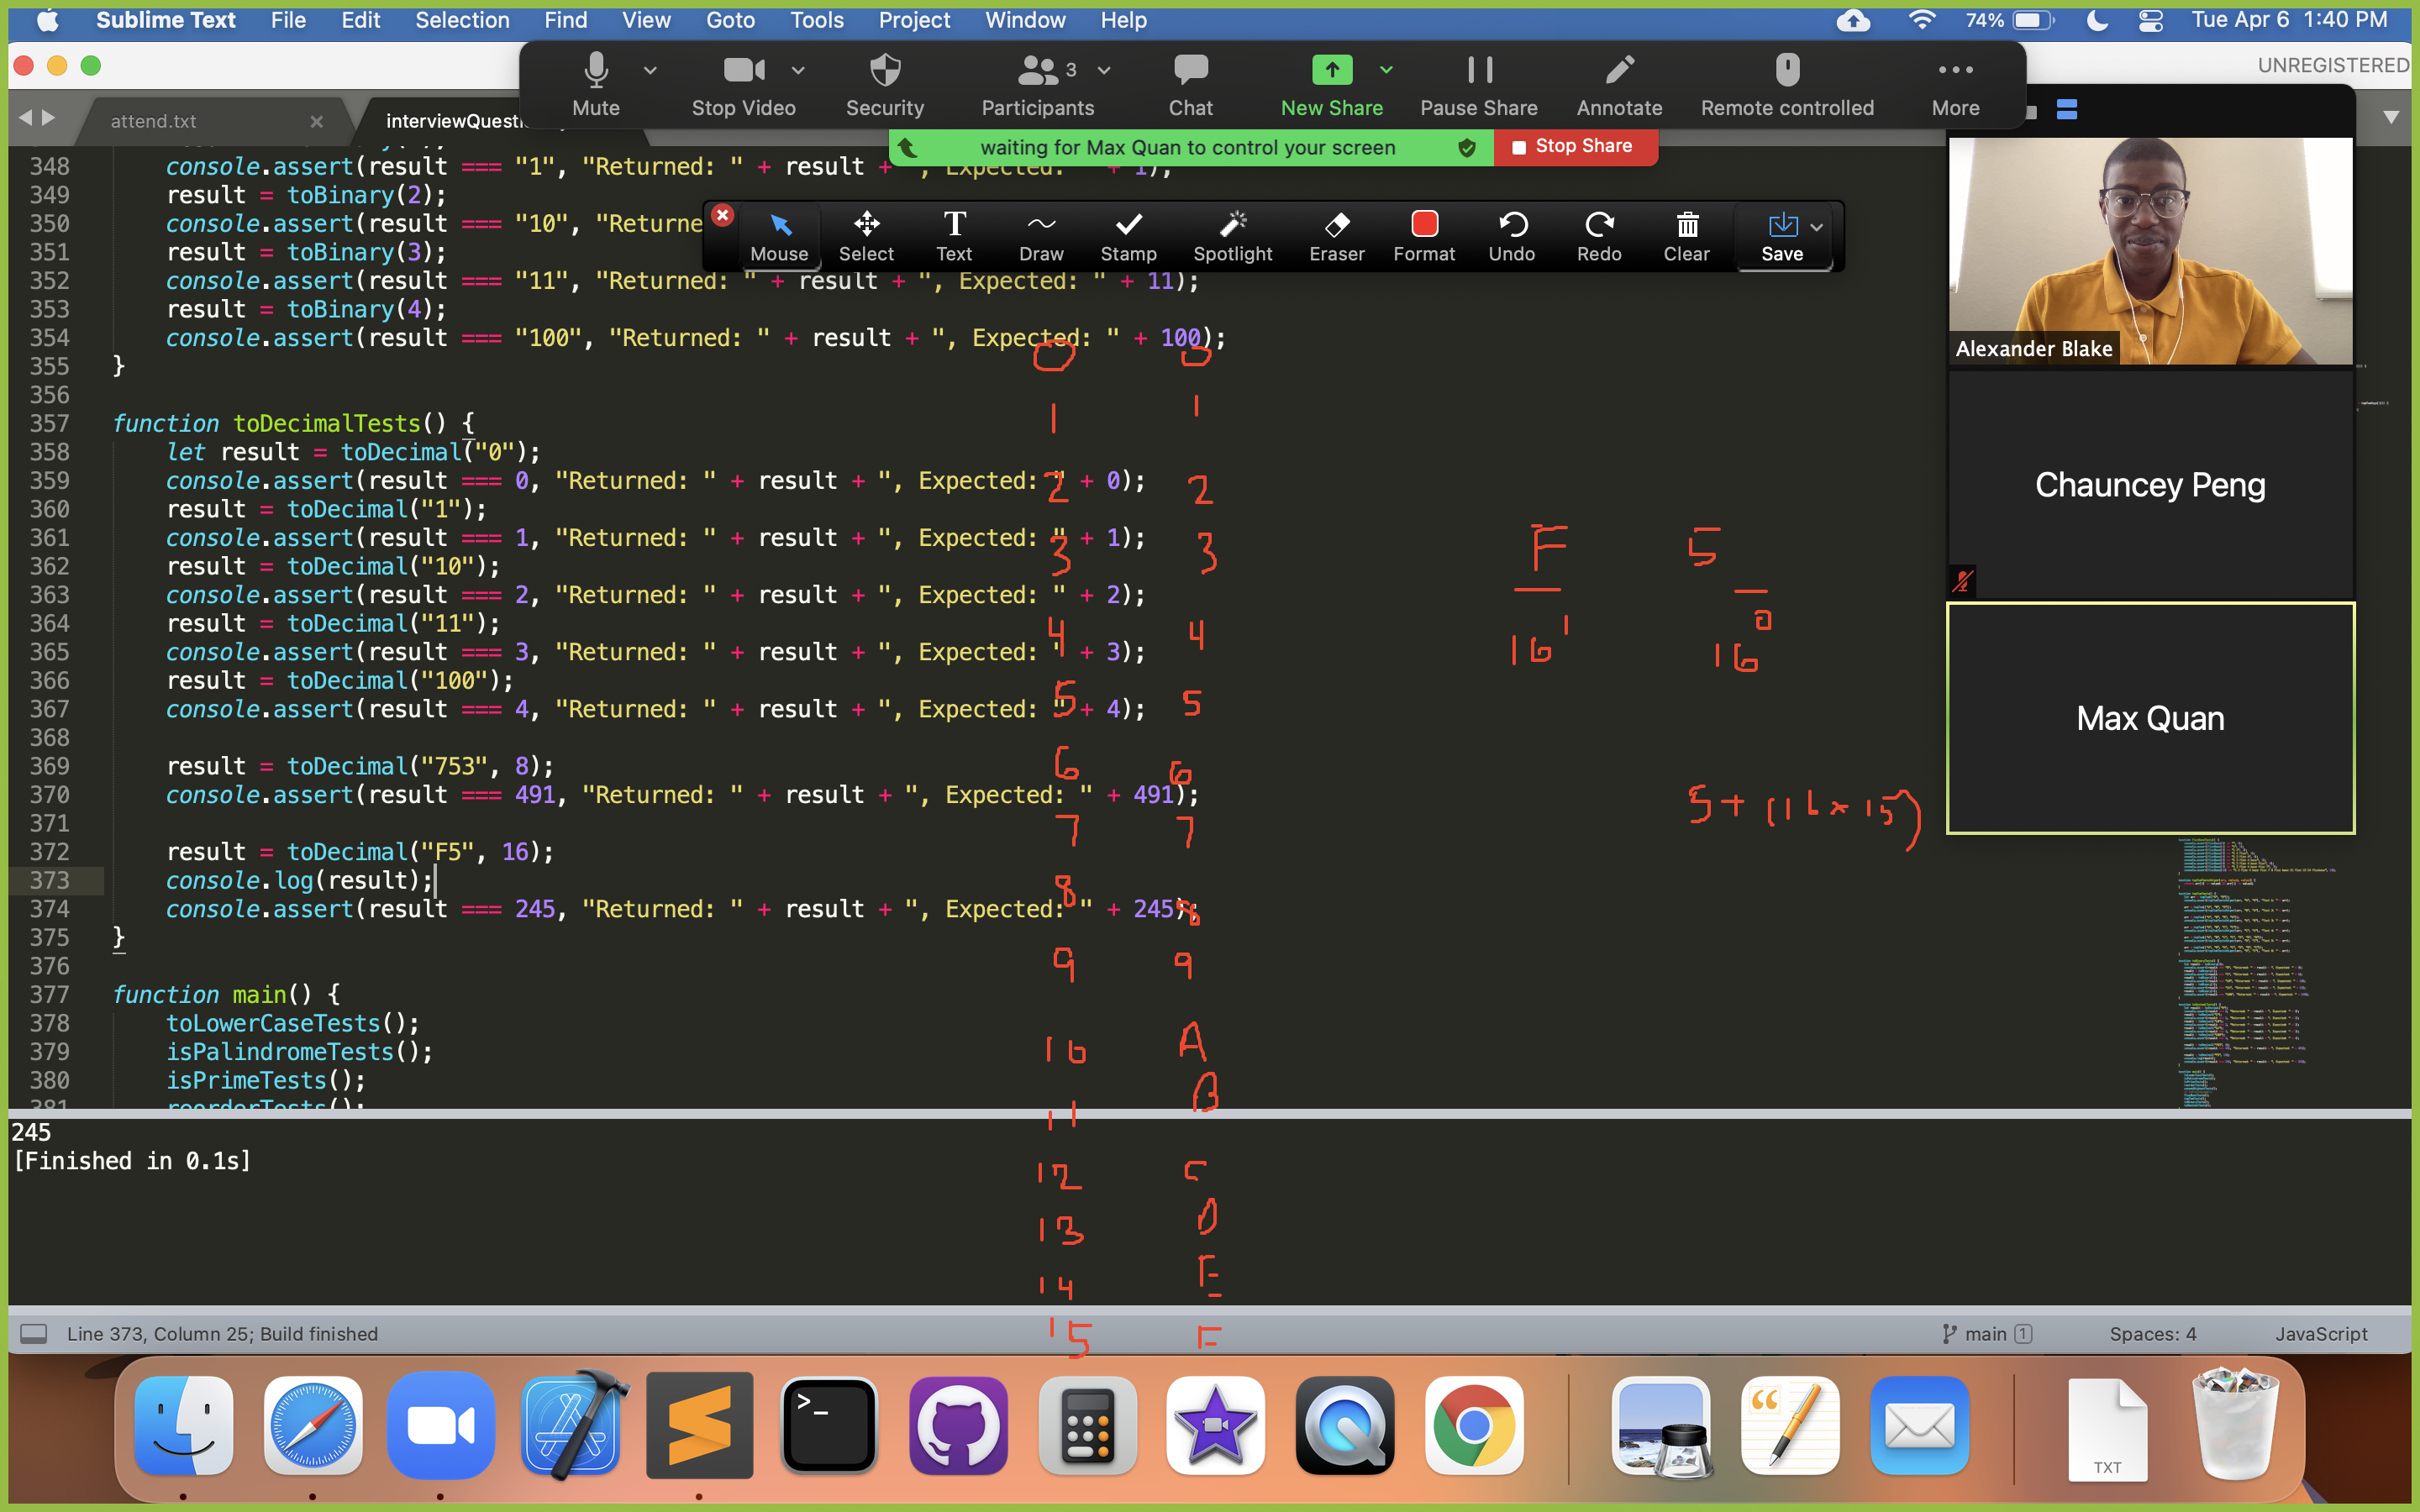 Sublime Text File Edit Selection Find View Goto Tools Project Window Help 74% Tue Apr 6 1:40 PM
UNREGISTERED
Mute Stop Video Security Participants 3 Chat New Share Pause Share Annotate Remote controlled More
attend.txt × interviewQuesti
waiting for Max Quan to control your screen Stop Share
Mouse Select Text Draw Stamp Spotlight Eraser Format Undo Redo Clear Save
348 console.assert(result === "1", "Returned: " + result + ", Expected: " + 1);
349 result = toBinary(2);
350 console.assert(result === "10", "Returne
351 result = toBinary(3);
352 console.assert(result === "11", "Returned: " + result + ", Expected: " + 11);
353 result = toBinary(4);
354 console.assert(result === "100", "Returned: " + result + ", Expected: " + 100);
355 }
356
357 function toDecimalTests() {
358 let result = toDecimal("0");
359 console.assert(result === 0, "Returned: " + result + ", Expected: " + 0);
360 result = toDecimal("1");
361 console.assert(result === 1, "Returned: " + result + ", Expected: " + 1);
362 result = toDecimal("10");
363 console.assert(result === 2, "Returned: " + result + ", Expected: " + 2);
364 result = toDecimal("11");
365 console.assert(result === 3, "Returned: " + result + ", Expected: " + 3);
366 result = toDecimal("100");
367 console.assert(result === 4, "Returned: " + result + ", Expected: " + 4);
368
369 result = toDecimal("753", 8);
370 console.assert(result === 491, "Returned: " + result + ", Expected: " + 491);
371
372 result = toDecimal("F5", 16);
373 console.log(result);
374 console.assert(result === 245, "Returned: " + result + ", Expected: " + 245);
375 }
376
377 function main() {
378 toLowerCaseTests();
379 isPalindromeTests();
380 isPrimeTests();
381 reorderTests();
0 0
1 1
2 2
3 3
4 4
5 5
6 6
7 7
8 8
9 9
10 A
11 B
12 C
13 D
14 E
15 F
F 5
16 1 16 0
5 + (16 × 15)
Alexander Blake
Chauncey Peng
Max Quan
245
[Finished in 0.1s]
Line 373, Column 25; Build finished main 1 Spaces: 4 JavaScript
>_
TXT